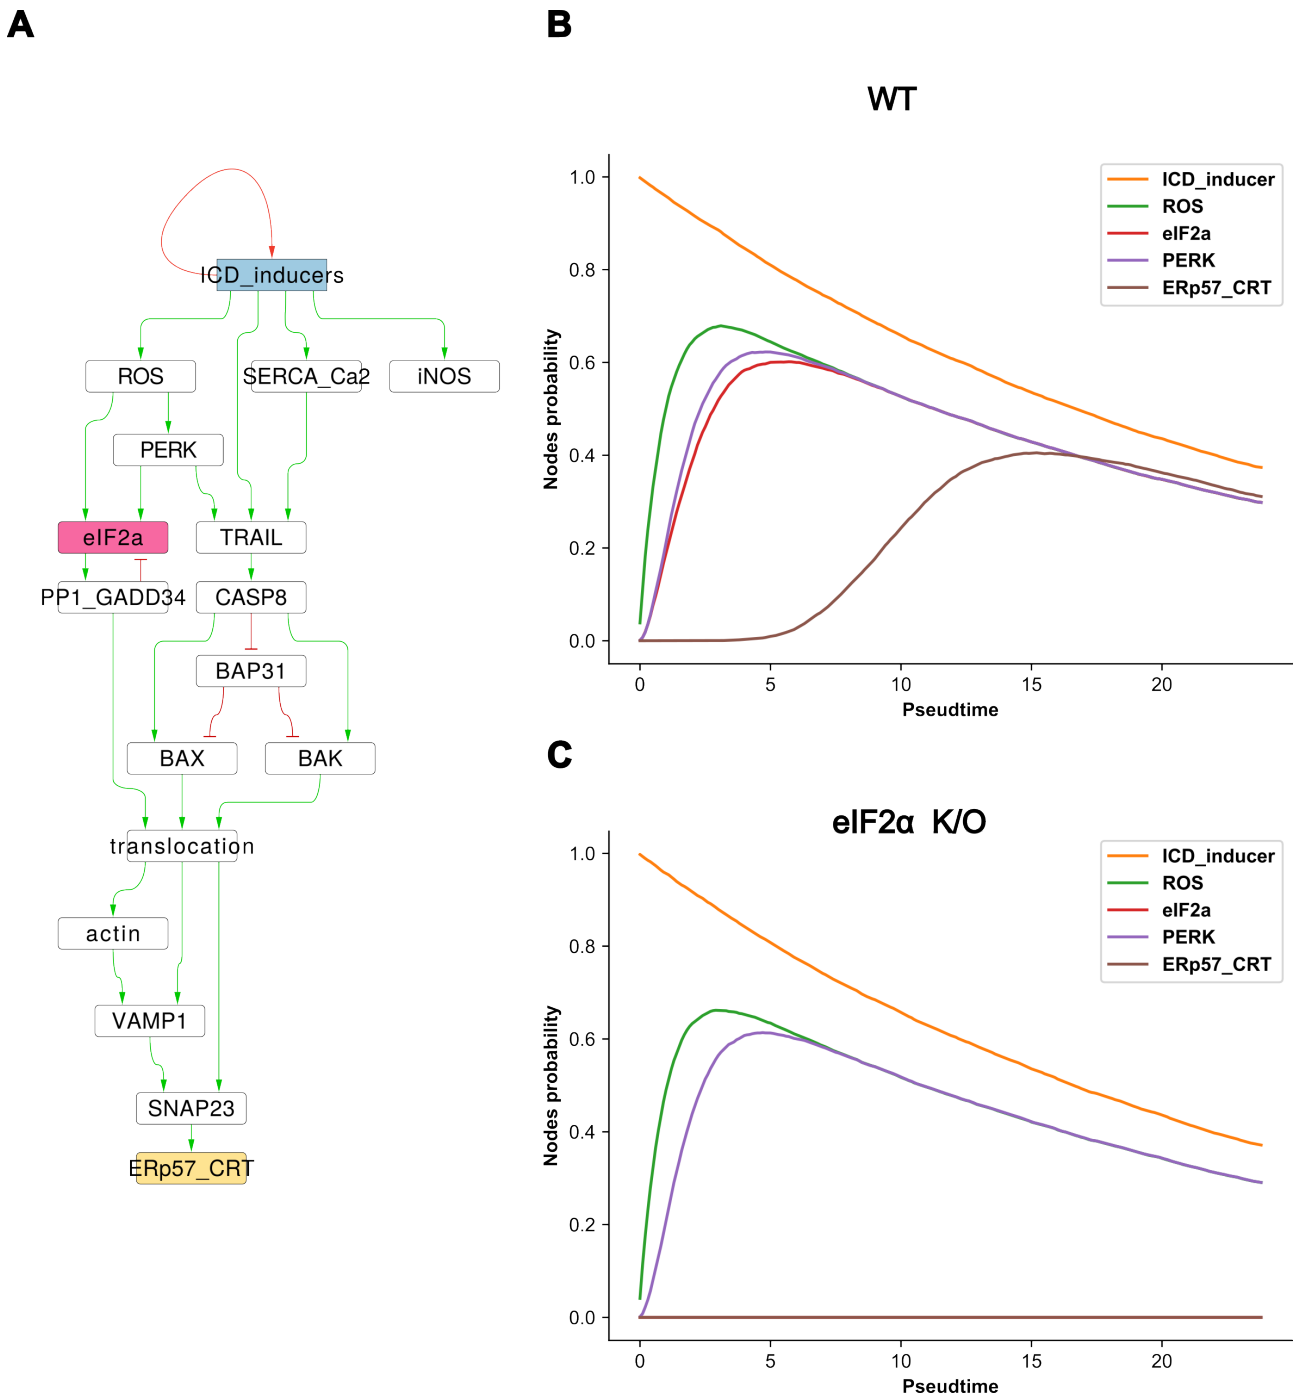 A
ICD_inducers
ROS
SERCA_Ca2
iNOS
PERK
eIF2a
TRAIL
PP1_GADD34
CASP8
BAP31
BAX
BAK
translocation
actin
VAMP1
SNAP23
ERp57_CRT
B
WT
ICD_inducer
ROS
eIF2a
PERK
ERp57_CRT
Nodes probability
1.0
0.8
0.6
0.4
0.2
0.0
0 5 10 15 20
Pseudtime
C
eIF2α K/O
ICD_inducer
ROS
eIF2a
PERK
ERp57_CRT
Nodes probability
1.0
0.8
0.6
0.4
0.2
0.0
0 5 10 15 20
Pseudtime